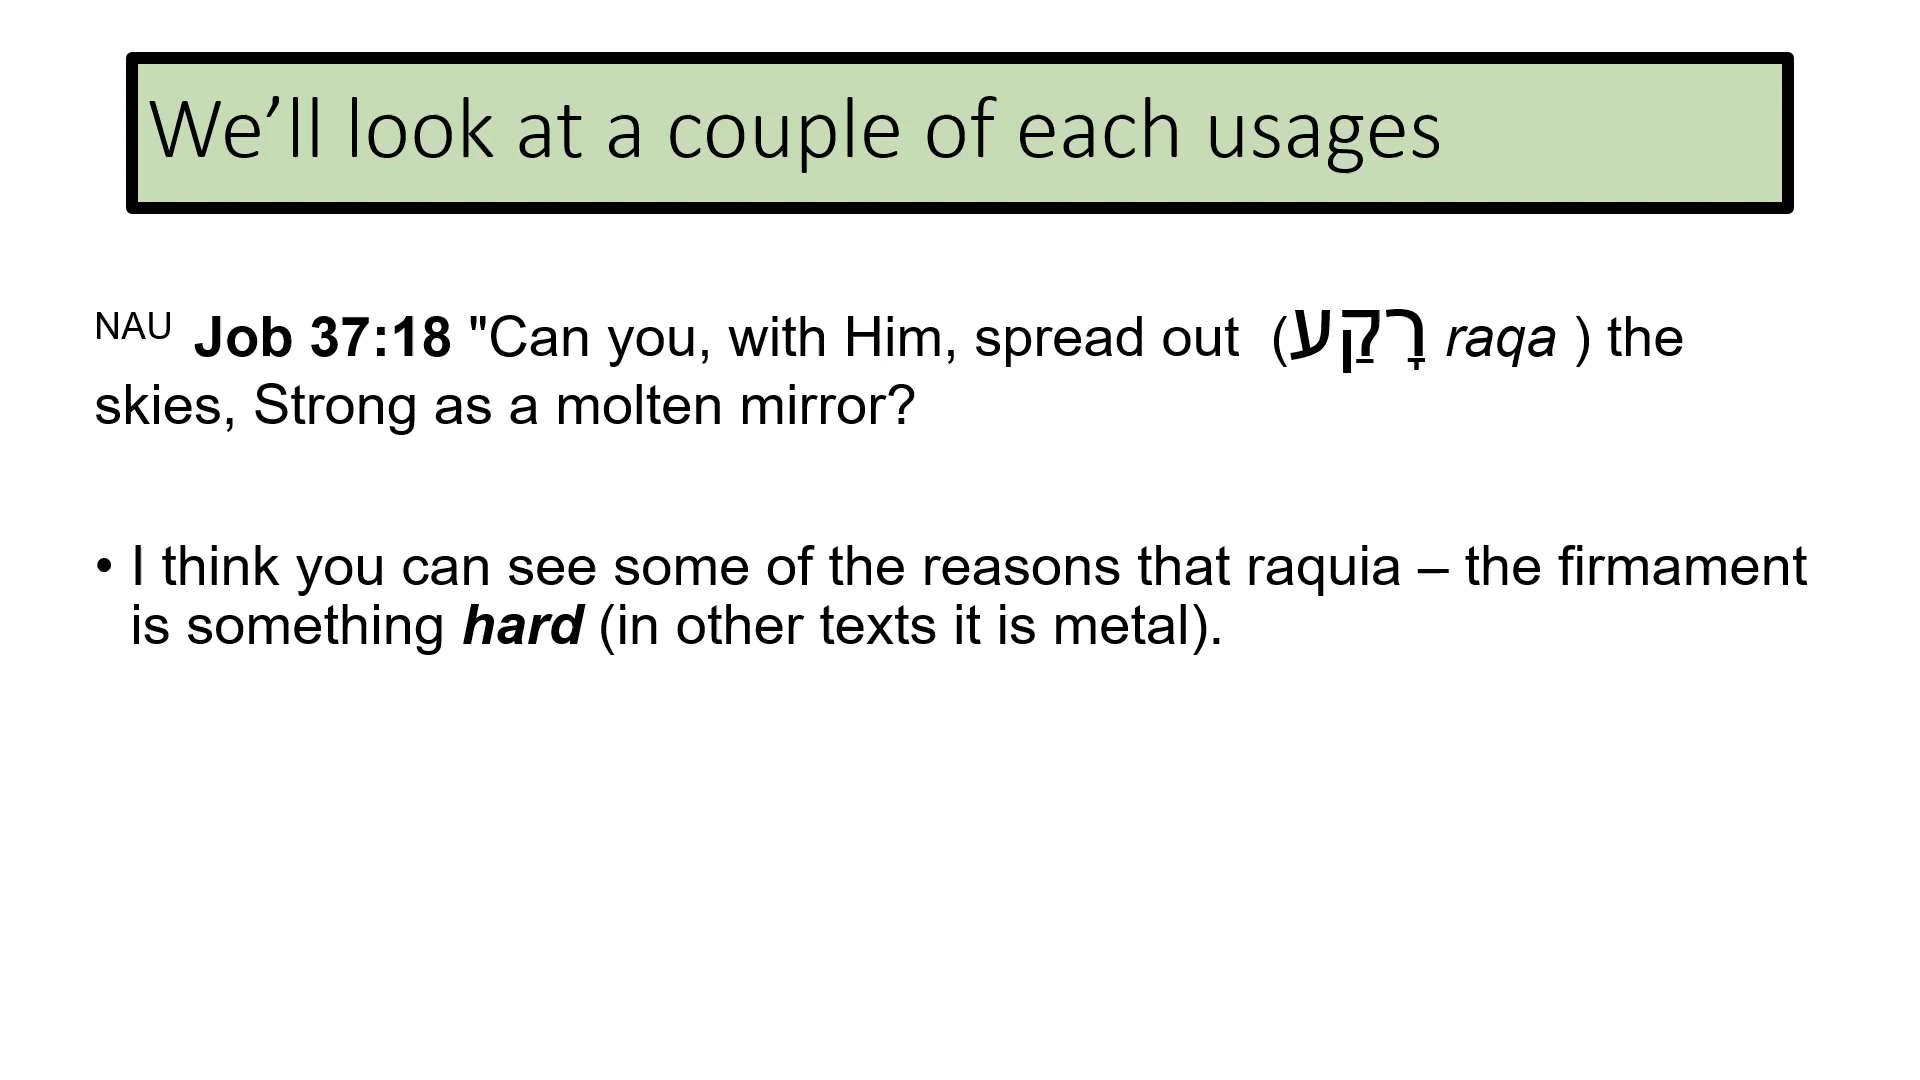 We’ll look at a couple of each usages
NAU Job 37:18 "Can you, with Him, spread out (רָקַע raqa ) the
skies, Strong as a molten mirror?
• I think you can see some of the reasons that raquia – the firmament
is something hard (in other texts it is metal).